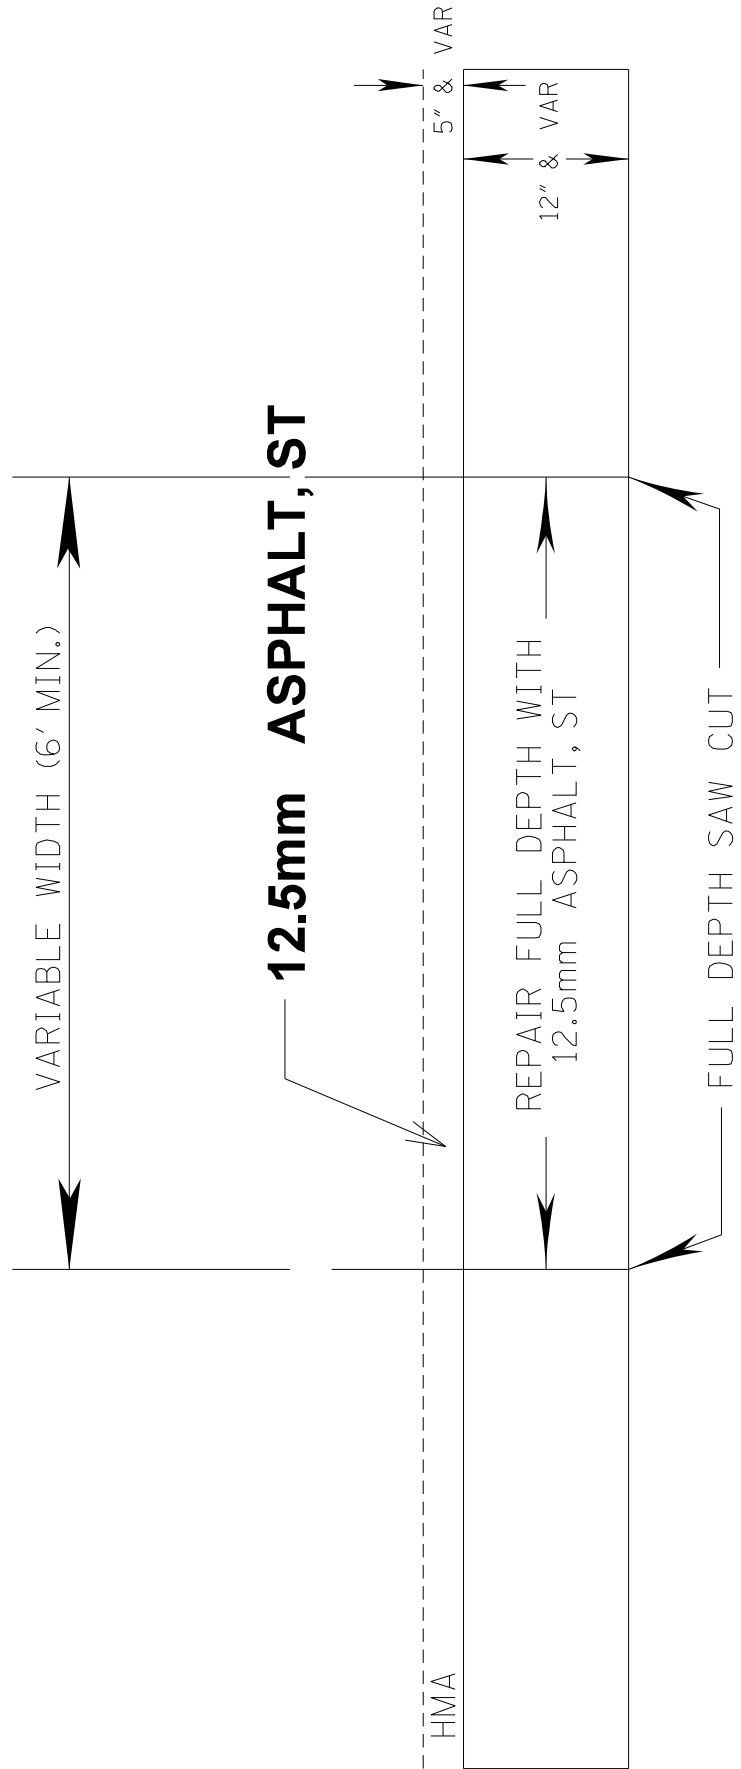 VARIABLE WIDTH (6' MIN.)
12.5mm ASPHALT, ST
HMA
5" & VAR
12" & VAR
REPAIR FULL DEPTH WITH
12.5mm ASPHALT, ST
FULL DEPTH SAW CUT